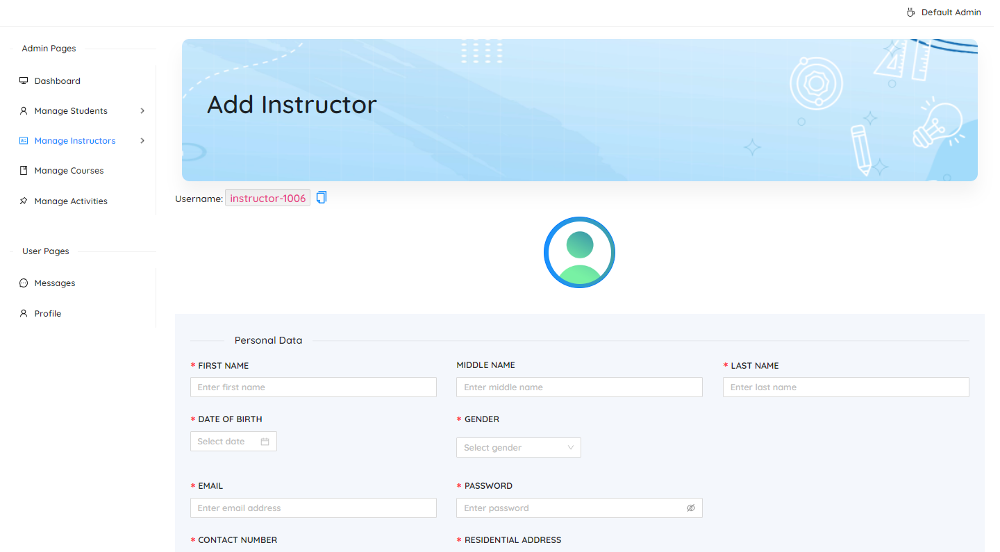 Default Admin
Admin Pages
Dashboard
Manage Students
Manage Instructors
Manage Courses
Manage Activities
User Pages
Messages
Profile
Add Instructor
Username: instructor-1006
Personal Data
* FIRST NAME
Enter first name
MIDDLE NAME
Enter middle name
* LAST NAME
Enter last name
* DATE OF BIRTH
Select date
* GENDER
Select gender
* EMAIL
Enter email address
* PASSWORD
Enter password
* CONTACT NUMBER
* RESIDENTIAL ADDRESS